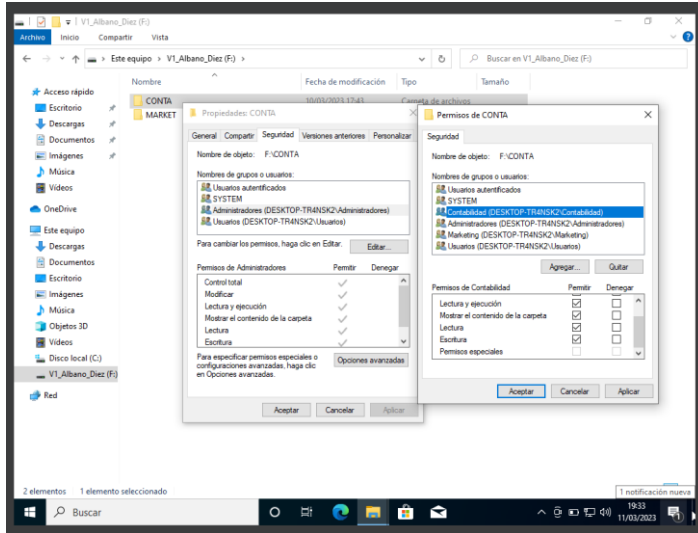 V1_Albano_Diez (F:)
Archivo Inicio Compartir Vista
Este equipo > V1_Albano_Diez (F:) >
Buscar en V1_Albano_Diez (F:)
Nombre Fecha de modificación Tipo Tamaño
CONTA 10/03/2023 17:43 Carpeta de archivos
MARKET
Acceso rápido
Escritorio
Descargas
Documentos
Imágenes
Música
Vídeos
OneDrive
Este equipo
Descargas
Documentos
Escritorio
Imágenes
Música
Objetos 3D
Vídeos
Disco local (C:)
V1_Albano_Diez (F:)
Red
Propiedades: CONTA
General Compartir Seguridad Versiones anteriores Personalizar
Nombre de objeto: F:\CONTA
Nombres de grupos o usuarios:
Usuarios autentificados
SYSTEM
Administradores (DESKTOP-TR4NSK2\Administradores)
Usuarios (DESKTOP-TR4NSK2\Usuarios)
Para cambiar los permisos, haga clic en Editar.
Editar...
Permisos de Administradores Permitir Denegar
Control total
Modificar
Lectura y ejecución
Mostrar el contenido de la carpeta
Lectura
Escritura
Para especificar permisos especiales o
configuraciones avanzadas, haga clic
en Opciones avanzadas.
Opciones avanzadas
Aceptar Cancelar Aplicar
Permisos de CONTA
Seguridad
Nombre de objeto: F:\CONTA
Nombres de grupos o usuarios:
Usuarios autentificados
SYSTEM
Contabilidad (DESKTOP-TR4NSK2\Contabilidad)
Administradores (DESKTOP-TR4NSK2\Administradores)
Marketing (DESKTOP-TR4NSK2\Marketing)
Usuarios (DESKTOP-TR4NSK2\Usuarios)
Agregar... Quitar
Permisos de Contabilidad Permitir Denegar
Lectura y ejecución
Mostrar el contenido de la carpeta
Lectura
Escritura
Permisos especiales
Aceptar Cancelar Aplicar
2 elementos 1 elemento seleccionado
1 notificación nueva
Buscar
19:33
11/03/2023